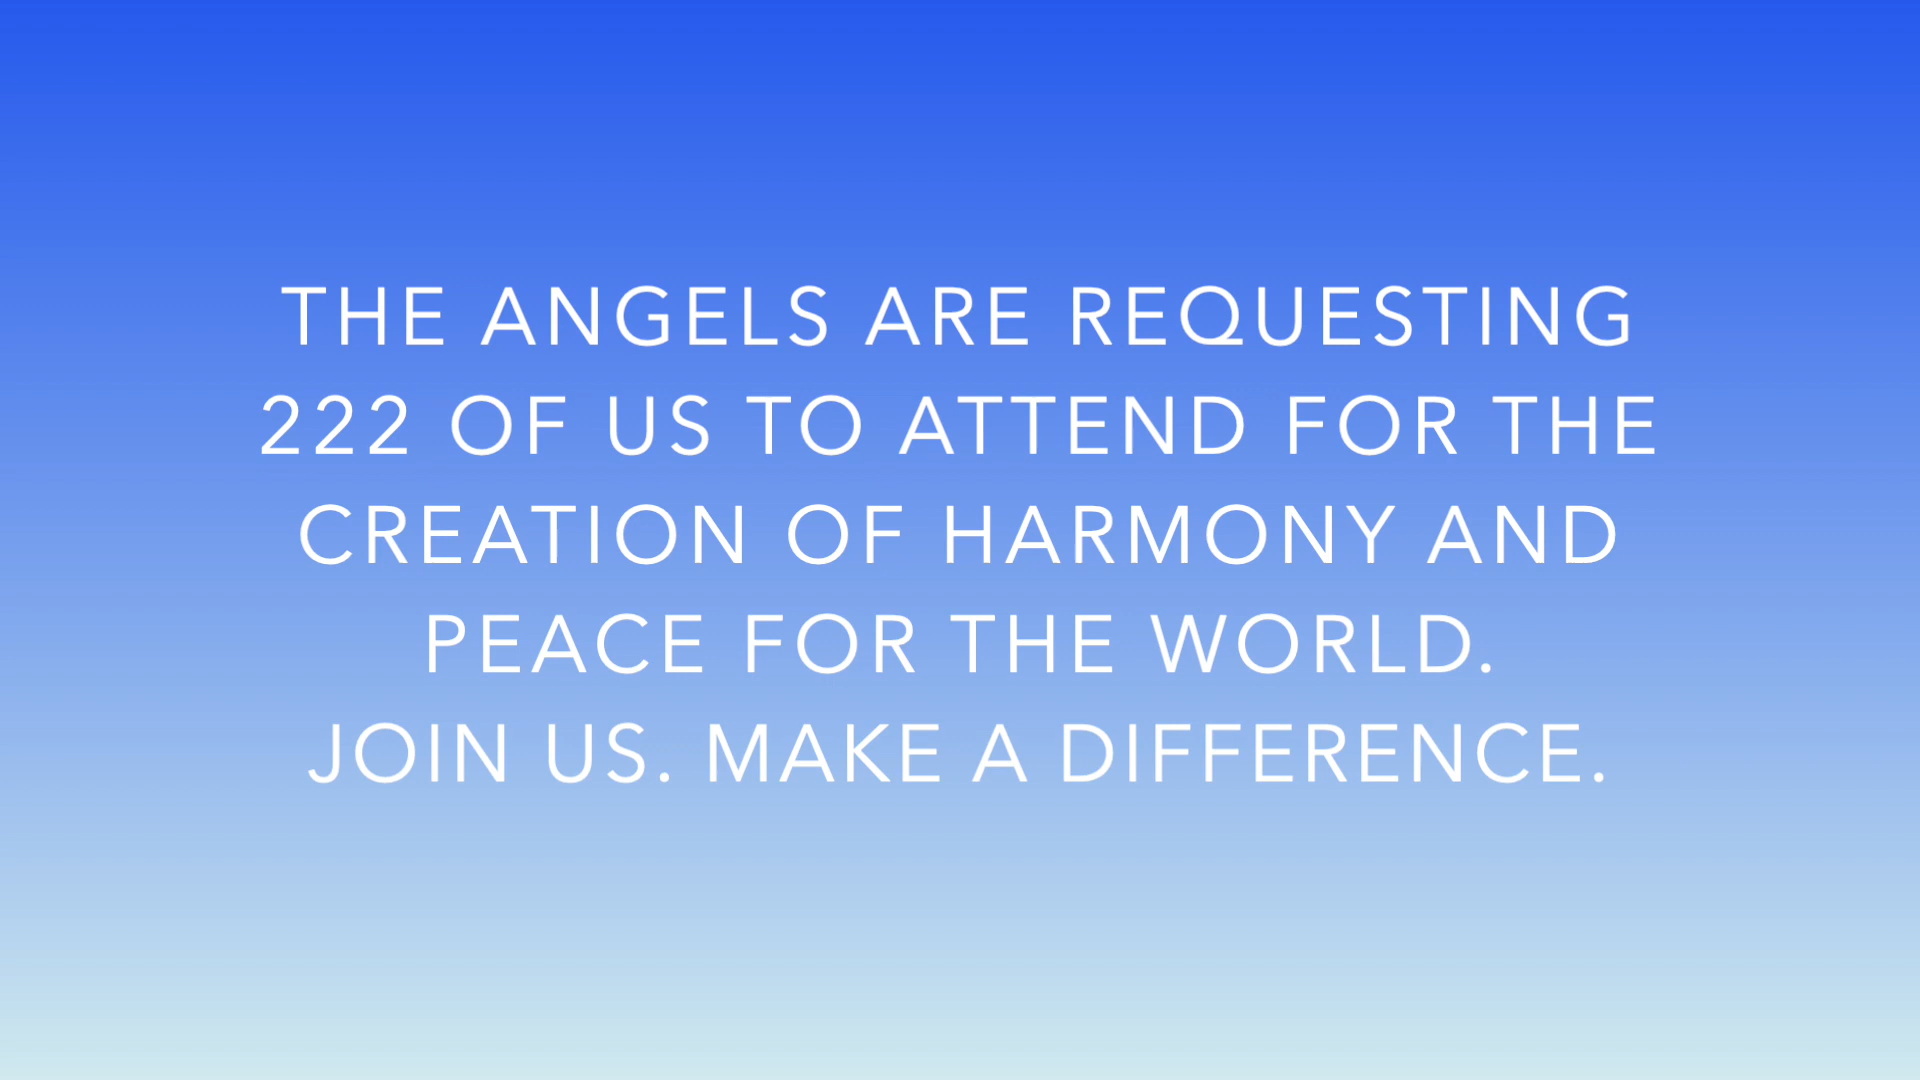 THE ANGELS ARE REQUESTING
222 OF US TO ATTEND FOR THE
CREATION OF HARMONY AND
PEACE FOR THE WORLD.
JOIN US. MAKE A DIFFERENCE.